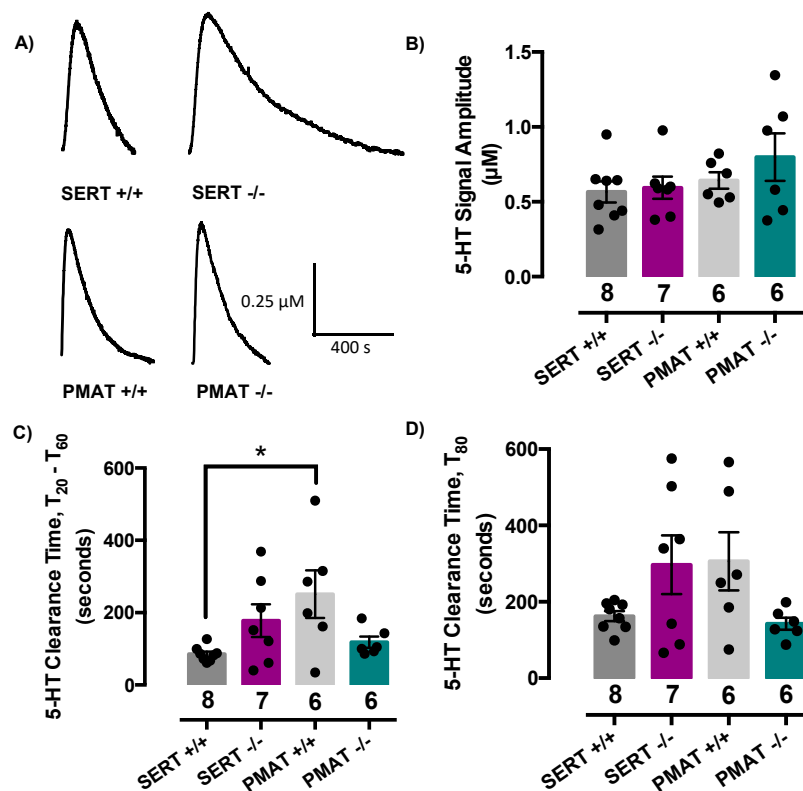 A)
SERT +/+
SERT -/-
PMAT +/+
PMAT -/-
0.25 µM
400 s
B)
5-HT Signal Amplitude
(µM)
1.5
1.0
0.5
0.0
8
7
6
6
SERT +/+
SERT -/-
PMAT +/+
PMAT -/-
C)
5-HT Clearance Time, T20 - T60
(seconds)
600
400
200
0
*
8
7
6
6
SERT +/+
SERT -/-
PMAT +/+
PMAT -/-
D)
5-HT Clearance Time, T80
(seconds)
600
400
200
0
8
7
6
6
SERT +/+
SERT -/-
PMAT +/+
PMAT -/-